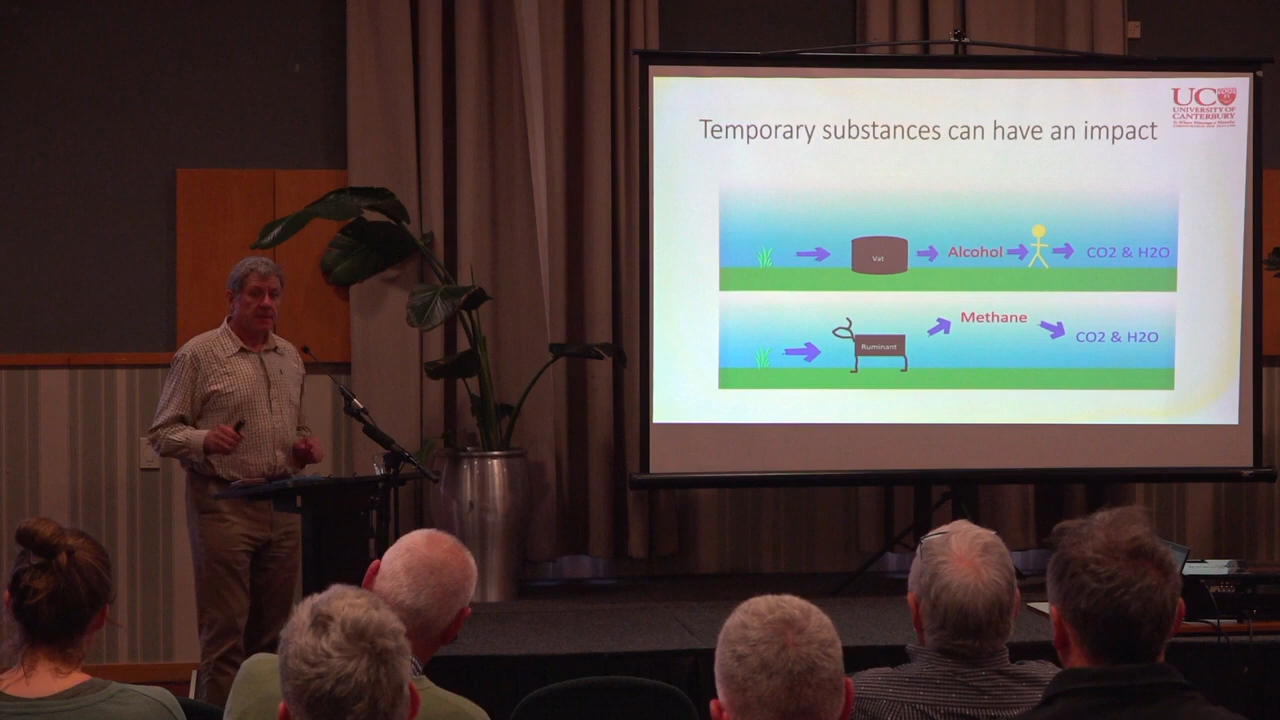 Temporary substances can have an impact
UC
UNIVERSITY OF
CANTERBURY
Vat
Alcohol
CO2 & H2O
Methane
Ruminant
CO2 & H2O